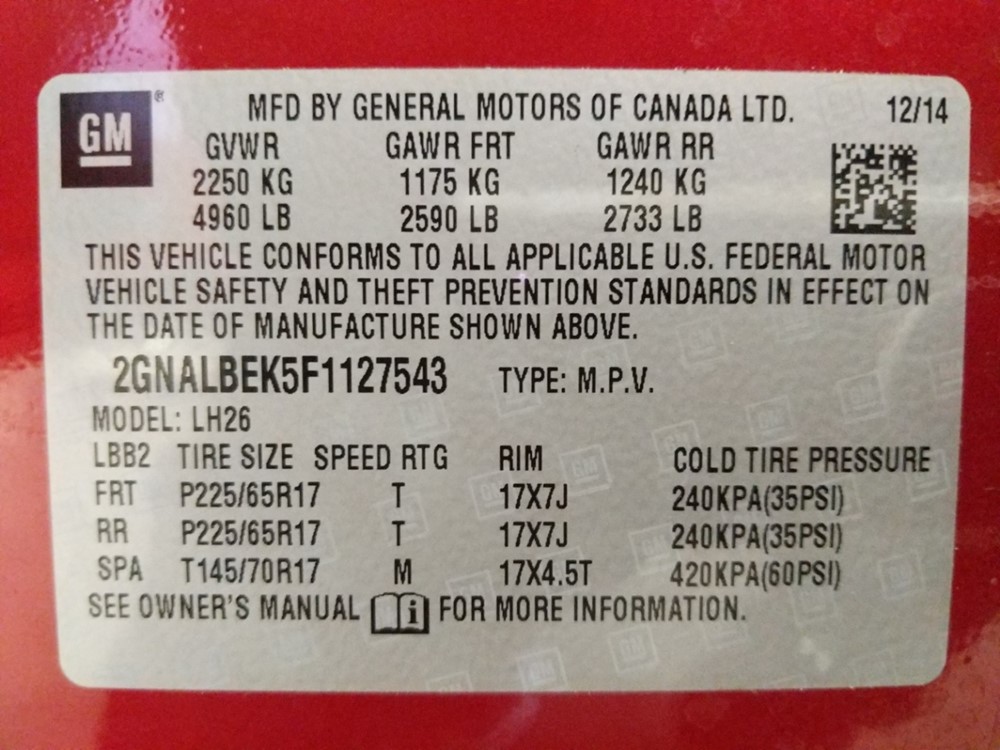 GM® MFD BY GENERAL MOTORS OF CANADA LTD. 12/14
GVWR GAWR FRT GAWR RR
2250 KG 1175 KG 1240 KG
4960 LB 2590 LB 2733 LB
THIS VEHICLE CONFORMS TO ALL APPLICABLE U.S. FEDERAL MOTOR
VEHICLE SAFETY AND THEFT PREVENTION STANDARDS IN EFFECT ON
THE DATE OF MANUFACTURE SHOWN ABOVE.
2GNALBEK5F1127543 TYPE: M.P.V.
MODEL: LH26
LBB2 TIRE SIZE SPEED RTG RIM COLD TIRE PRESSURE
FRT P225/65R17 T 17X7J 240KPA(35PSI)
RR P225/65R17 T 17X7J 240KPA(35PSI)
SPA T145/70R17 M 17X4.5T 420KPA(60PSI)
SEE OWNER'S MANUAL i FOR MORE INFORMATION.